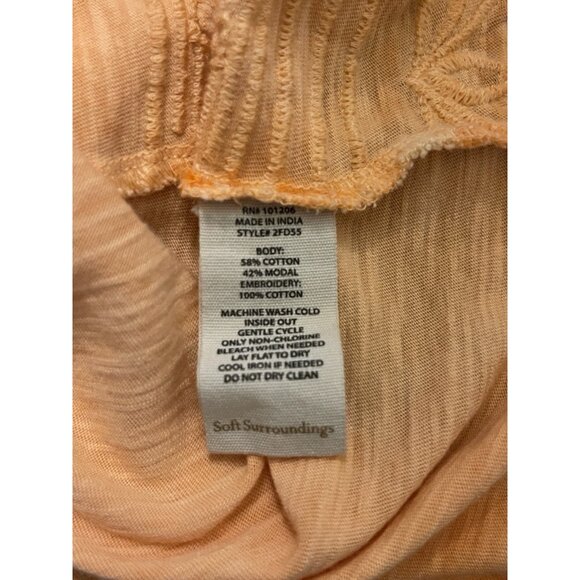 RN# 101206
MADE IN INDIA
STYLE# 2FD55
BODY:
58% COTTON
42% MODAL
EMBROIDERY:
100% COTTON
MACHINE WASH COLD
INSIDE OUT
GENTLE CYCLE
ONLY NON-CHLORINE
BLEACH WHEN NEEDED
LAY FLAT TO DRY
COOL IRON IF NEEDED
DO NOT DRY CLEAN
Soft Surroundings